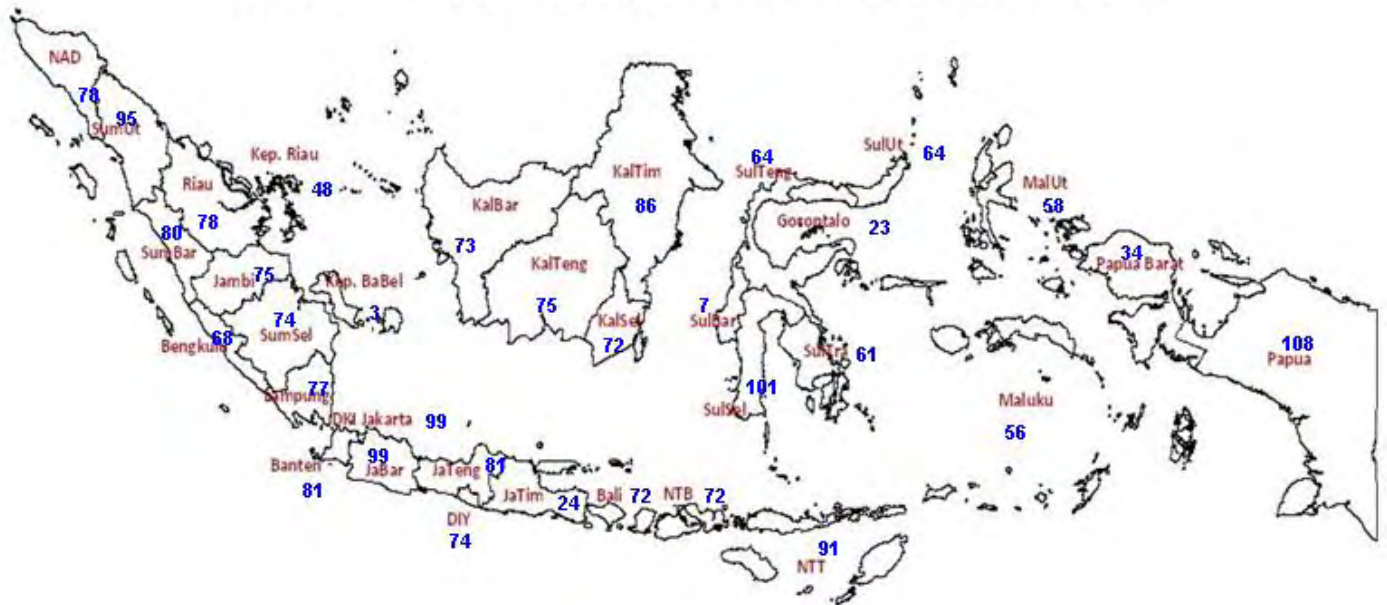 NAD
78
95
SumUt
Kep. Riau
48
Riau
78
80
SumBar
Jambi
75
Kep. BaBel
3
74
SumSel
68
Bengkulu
77
Lampung
KalBar
73
KalTim
86
KalTeng
75
KalSel
72
64
SulTeng
SulUt
64
Gorontalo
23
7
SulBar
SulTra
61
101
SulSel
MalUt
58
34
Papua Barat
108
Papua
Maluku
56
DKI Jakarta
99
99
JaBar
Banten
81
JaTeng
81
JaTim
24
DIY
74
Bali
72
NTB
72
91
NTT